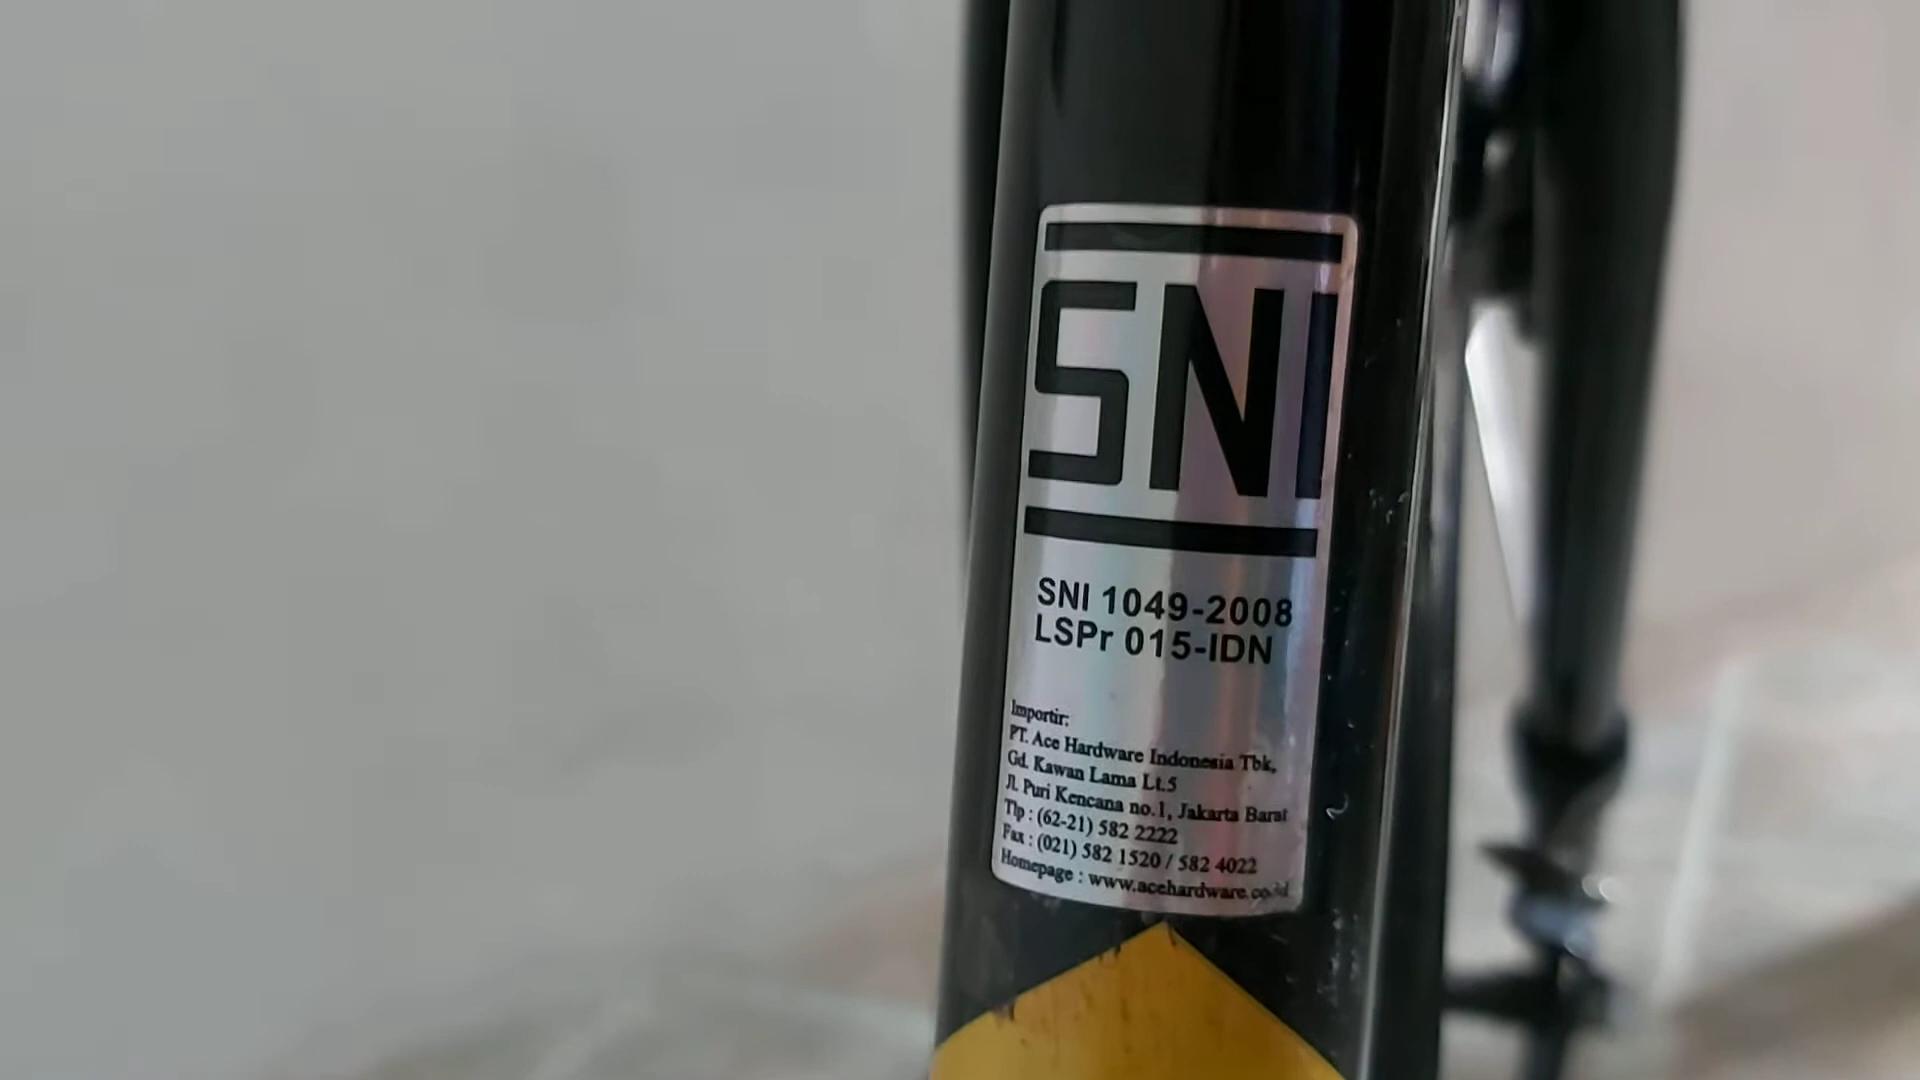 SNI
SNI 1049-2008
LSPr 015-IDN
Importir:
PT. Ace Hardware Indonesia Tbk,
Gd. Kawan Lama Lt.5
Jl. Puri Kencana no.1, Jakarta Barat
Tlp : (62-21) 582 2222
Fax : (021) 582 1520 / 582 4022
Homepage : www.acehardware.co.id